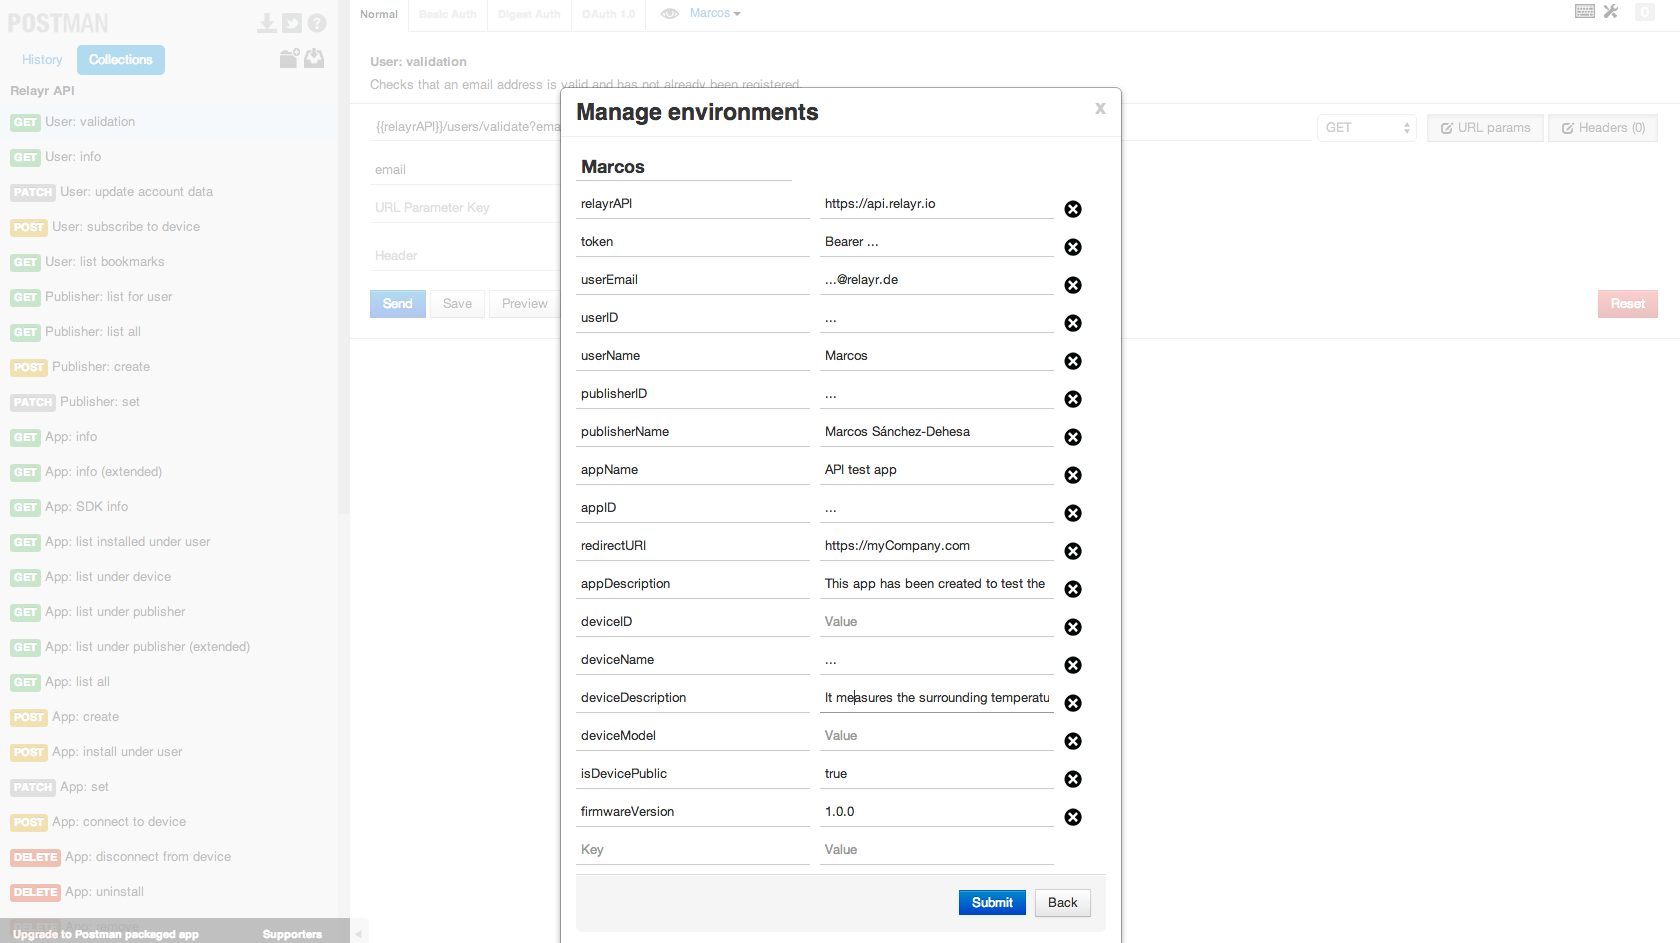 POSTMAN
History
Collections
Relayr API
GET User: validation
GET User: info
PATCH User: update account data
POST User: subscribe to device
GET User: list bookmarks
GET Publisher: list for user
GET Publisher: list all
POST Publisher: create
PATCH Publisher: set
GET App: info
GET App: info (extended)
GET App: SDK info
GET App: list installed under user
GET App: list under device
GET App: list under publisher
GET App: list under publisher (extended)
GET App: list all
POST App: create
POST App: install under user
PATCH App: set
POST App: connect to device
DELETE App: disconnect from device
DELETE App: uninstall
Upgrade to Postman packaged app
Supporters
Normal
Basic Auth
Digest Auth
OAuth 1.0
Marcos
0
User: validation
Checks that an email address is valid and has not already been registered.
{{relayrAPI}}/users/validate?ema
GET
URL params
Headers (0)
email
URL Parameter Key
Header
Send
Save
Preview
Reset
Manage environments
x
Marcos
relayrAPI https://api.relayr.io
token Bearer ...
userEmail ...@relayr.de
userID ...
userName Marcos
publisherID ...
publisherName Marcos Sánchez-Dehesa
appName API test app
appID ...
redirectURI https://myCompany.com
appDescription This app has been created to test the
deviceID Value
deviceName ...
deviceDescription It measures the surrounding temperatu
deviceModel Value
isDevicePublic true
firmwareVersion 1.0.0
Key Value
Submit
Back